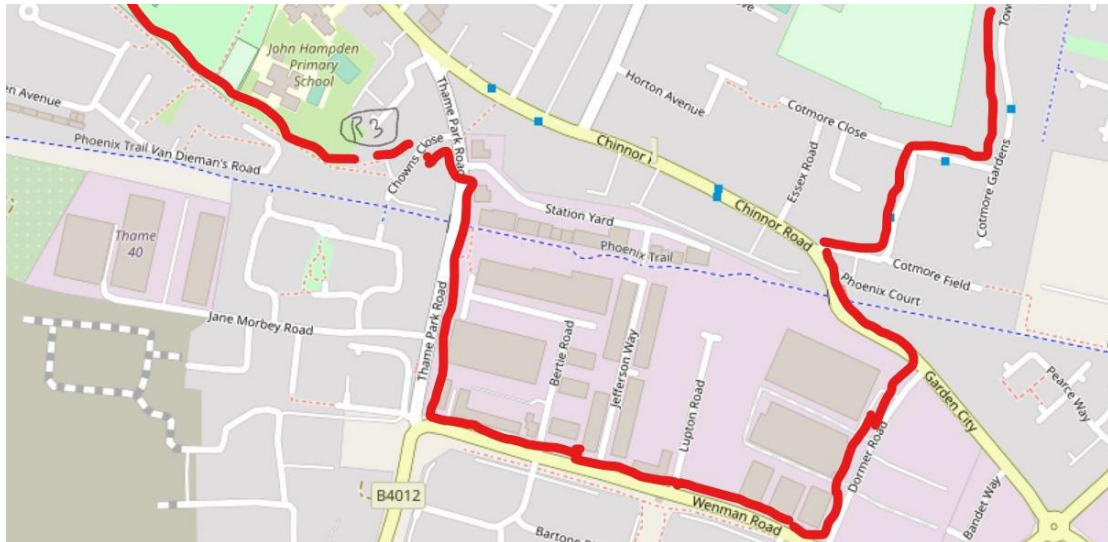 Tow
John Hampden
Primary
School
Horton Avenue
Cotmore Close
en Avenue
R3
Thame Park Road
Chinnor
Essex Road
Phoenix Trail Van Dieman's Road
Chowns Close
Cotmore Gardens
Chinnor Road
Station Yard
Thame
40
Phoenix Trail
Cotmore Field
Phoenix Court
Jane Morbey Road
Thame Park Road
Bertie Road
Jefferson Way
Lupton Road
Garden City
Pearce Way
Dormer Road
B4012
Wenman Road
Bandet Way
Bartons